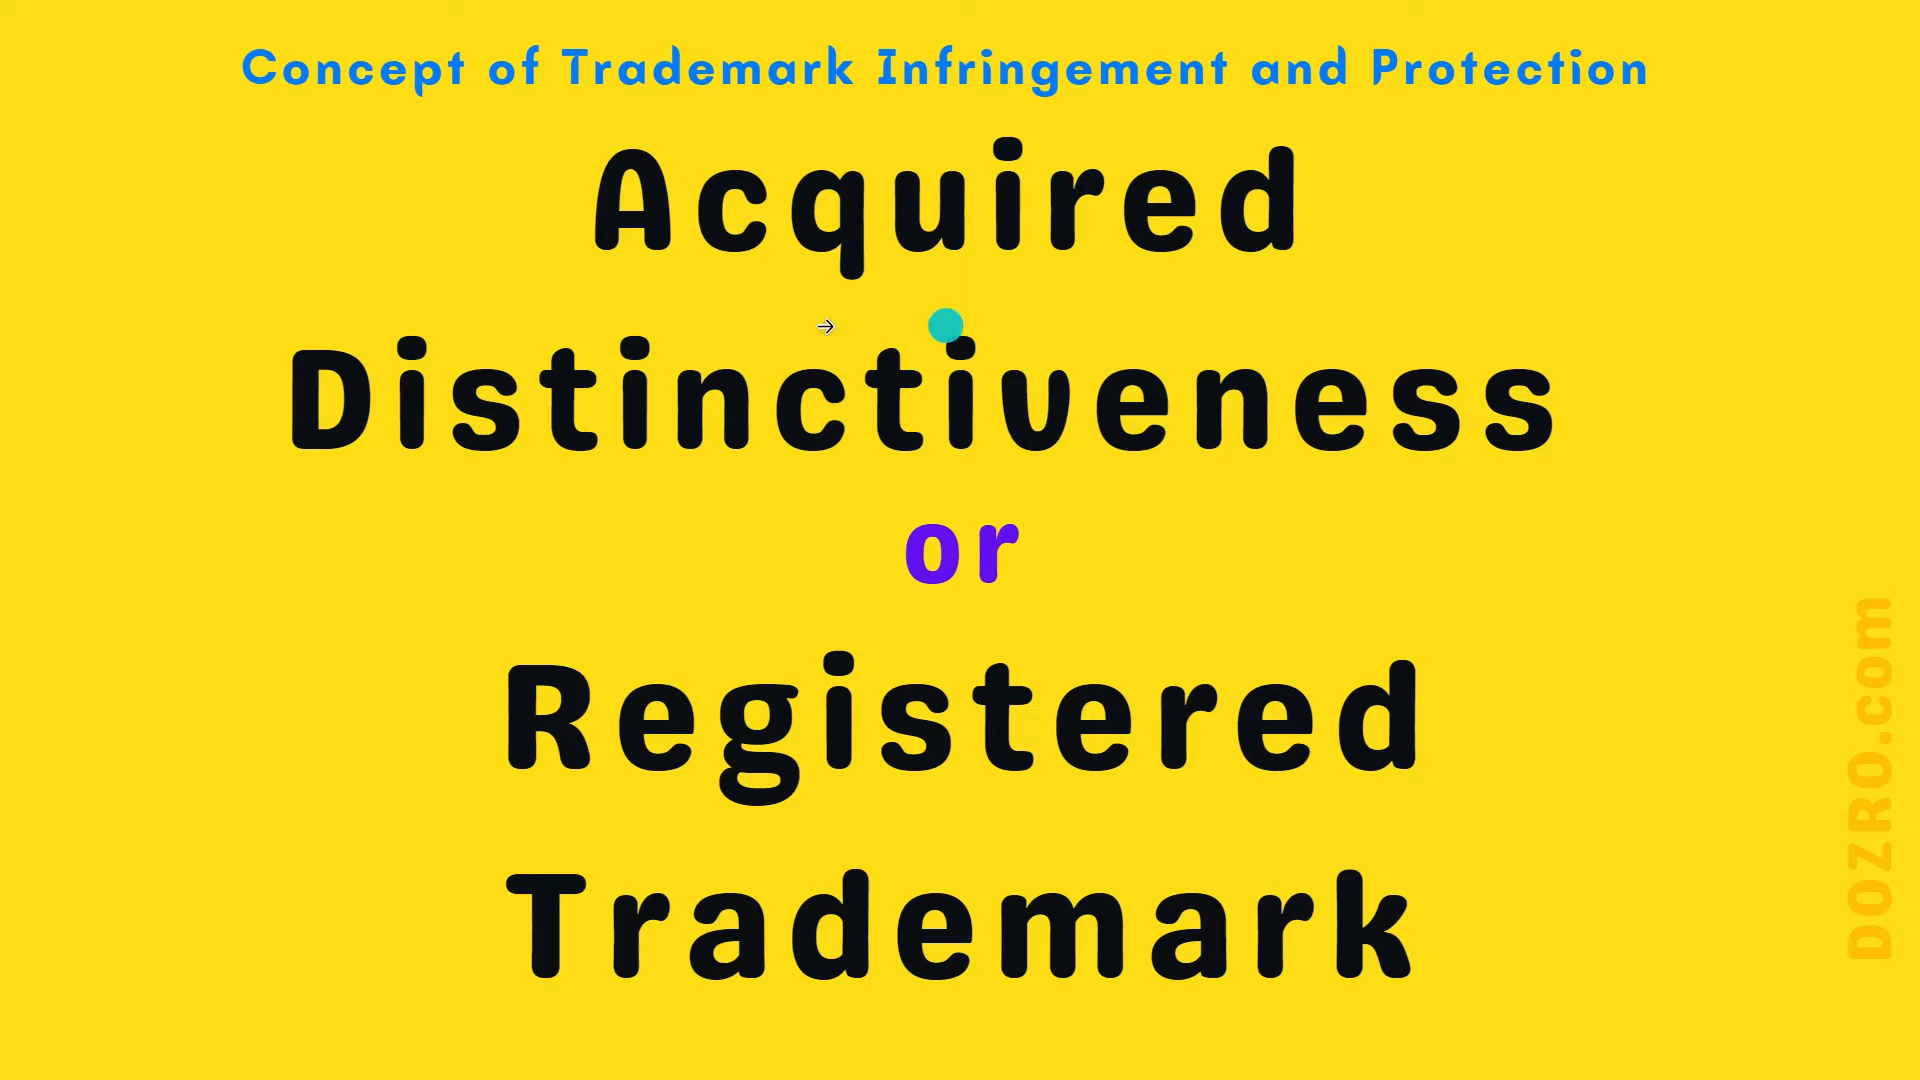 Concept of Trademark Infringement and Protection
Acquired
Distinctiveness
or
Registered
Trademark
DOZRO.com